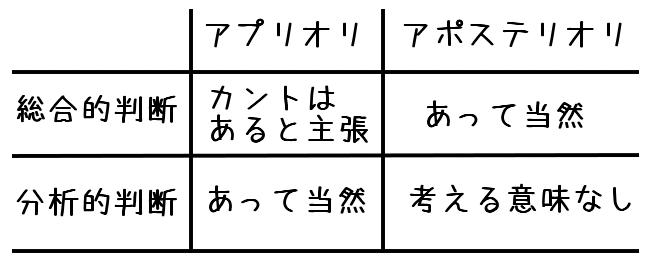 アプリオリ アポステリオリ
総合的判断 カントは
あると主張 あって当然
分析的判断 あって当然 考える意味なし